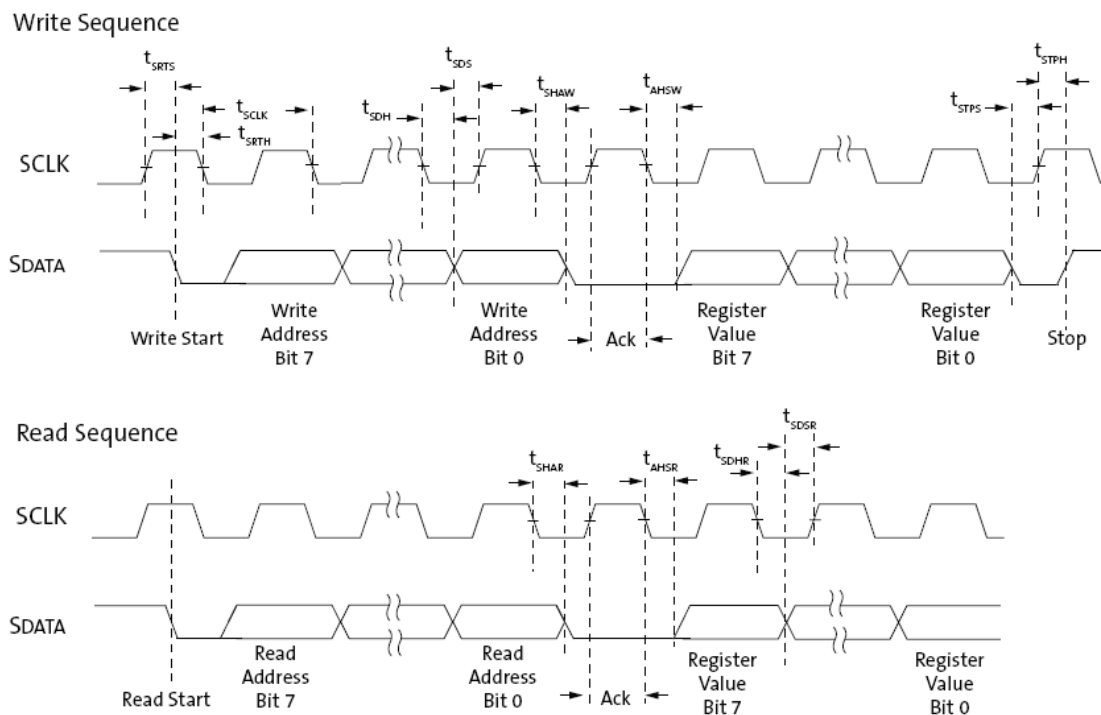 Write Sequence
tSRTS
tSDS
tSTPH
tSHAW
tAHSW
tSCLK
tSDH
tSTPS
tSRTH
SCLK
SDATA
Write Start
Write
Address
Bit 7
Write
Address
Bit 0
Ack
Register
Value
Bit 7
Register
Value
Bit 0
Stop
Read Sequence
tSDSR
tSHAR
tAHSR
tSDHR
SCLK
SDATA
Read Start
Read
Address
Bit 7
Read
Address
Bit 0
Ack
Register
Value
Bit 7
Register
Value
Bit 0